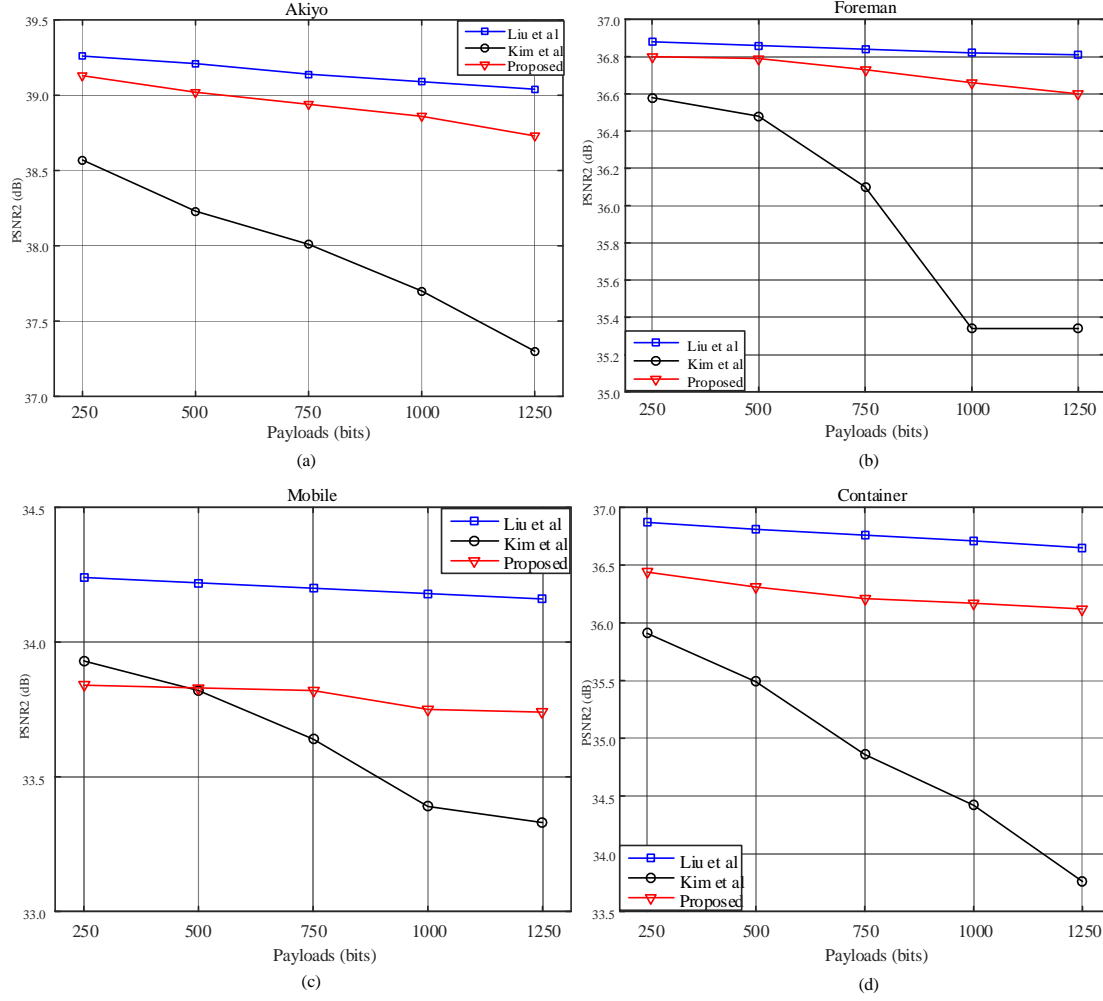 Akiyo
39.5
39.0
38.5
38.0
37.5
37.0
PSNR2 (dB)
Liu et al
Kim et al
Proposed
250 500 750 1000 1250
Payloads (bits)
(a)
Foreman
37.0
36.8
36.6
36.4
36.2
36.0
35.8
35.6
35.4
35.2
35.0
PSNR2 (dB)
Liu et al
Kim et al
Proposed
250 500 750 1000 1250
Payloads (bits)
(b)
Mobile
34.5
34.0
33.5
33.0
PSNR2 (dB)
Liu et al
Kim et al
Proposed
250 500 750 1000 1250
Payloads (bits)
(c)
Container
37.0
36.5
36.0
35.5
35.0
34.5
34.0
33.5
PSNR2 (dB)
Liu et al
Kim et al
Proposed
250 500 750 1000 1250
Payloads (bits)
(d)